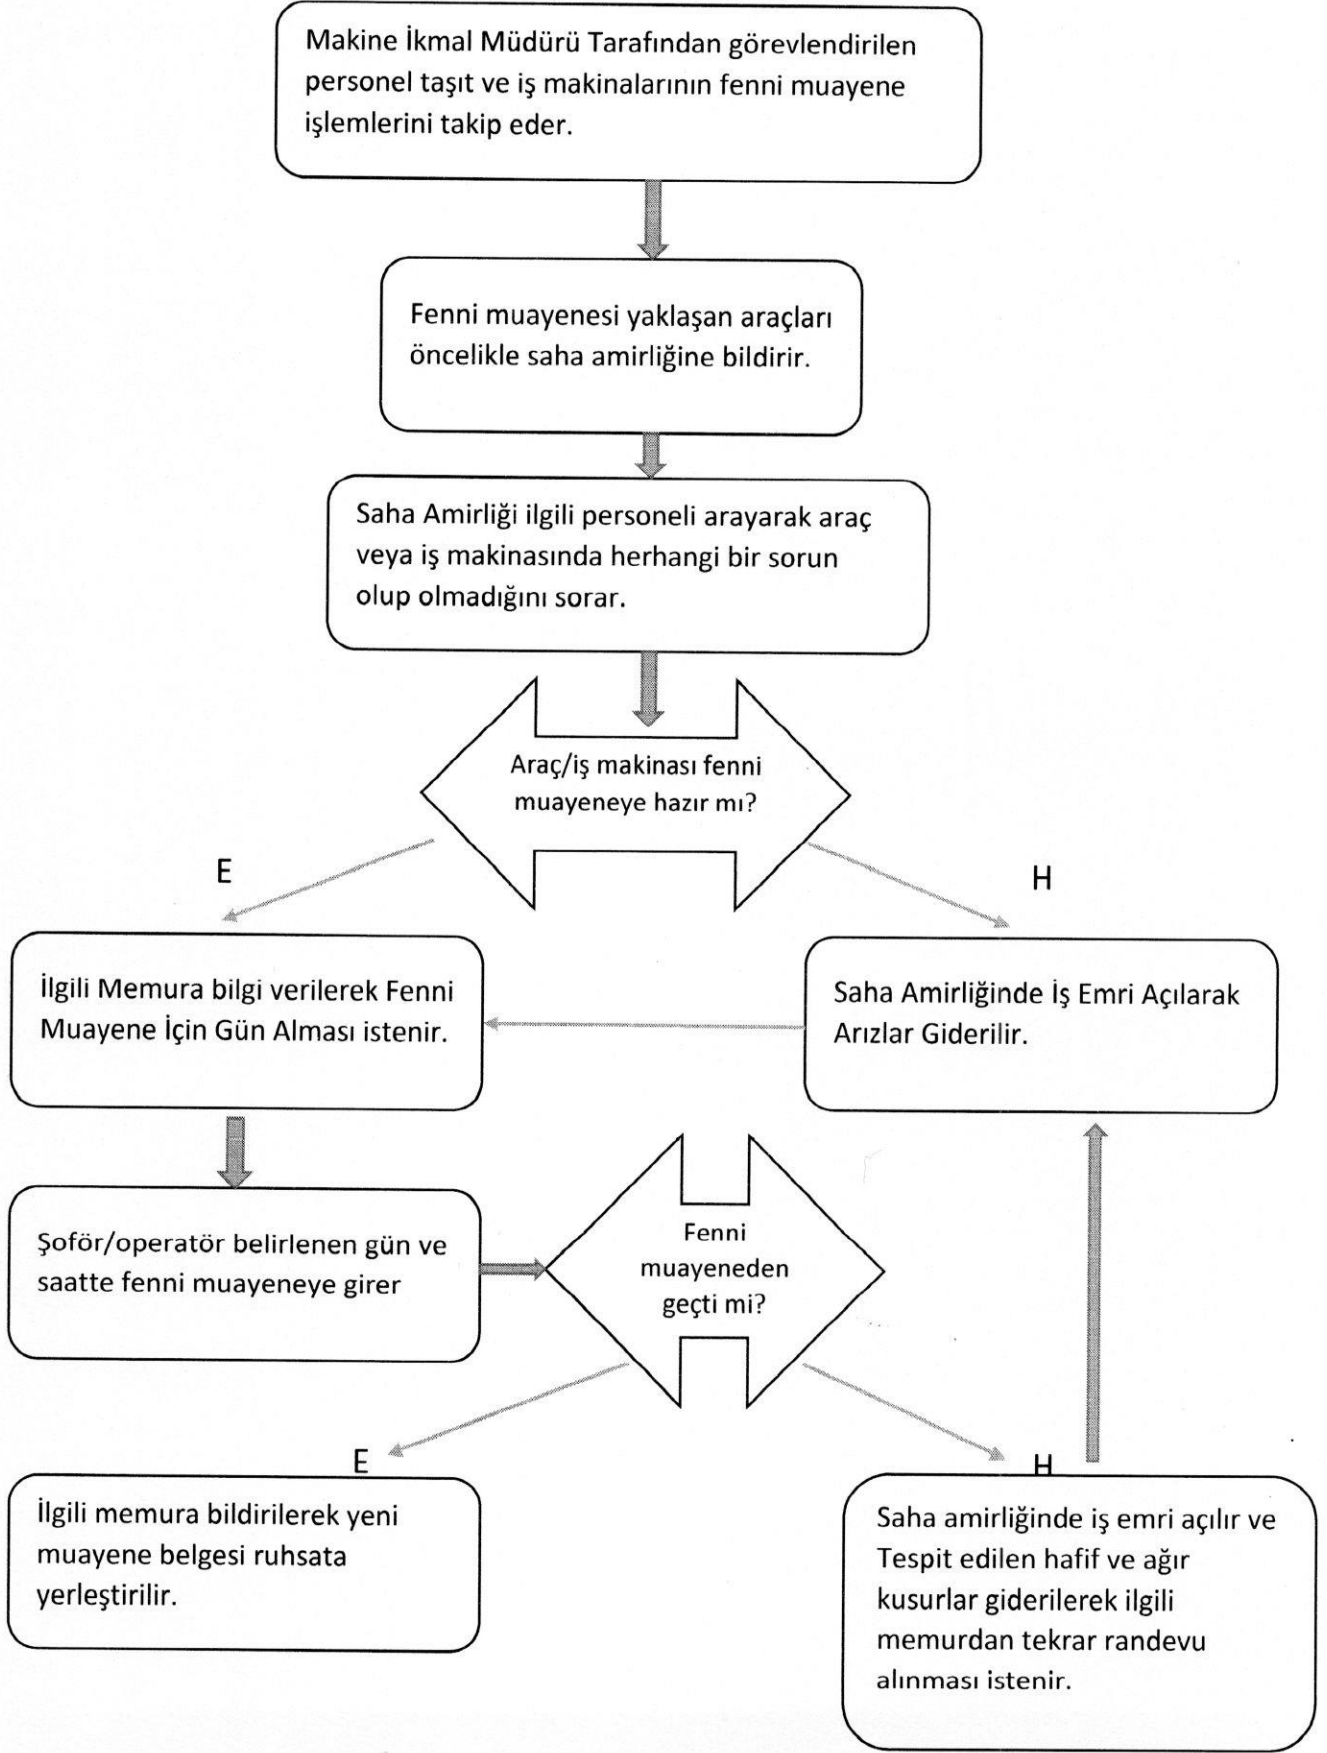 Makine İkmal Müdürü Tarafından görevlendirilen
personel taşıt ve iş makinalarının fenni muayene
işlemlerini takip eder.
Fenni muayenesi yaklaşan araçları
öncelikle saha amirliğine bildirir.
Saha Amirliği ilgili personeli arayarak araç
veya iş makinasında herhangi bir sorun
olup olmadığını sorar.
Araç/iş makinası fenni
muayeneye hazır mı?
E
H
İlgili Memura bilgi verilerek Fenni
Muayene İçin Gün Alması istenir.
Saha Amirliğinde İş Emri Açılarak
Arızlar Giderilir.
Şoför/operatör belirlenen gün ve
saatte fenni muayeneye girer
Fenni
muayeneden
geçti mi?
E
H
İlgili memura bildirilerek yeni
muayene belgesi ruhsata
yerleştirilir.
Saha amirliğinde iş emri açılır ve
Tespit edilen hafif ve ağır
kusurlar giderilerek ilgili
memurdan tekrar randevu
alınması istenir.